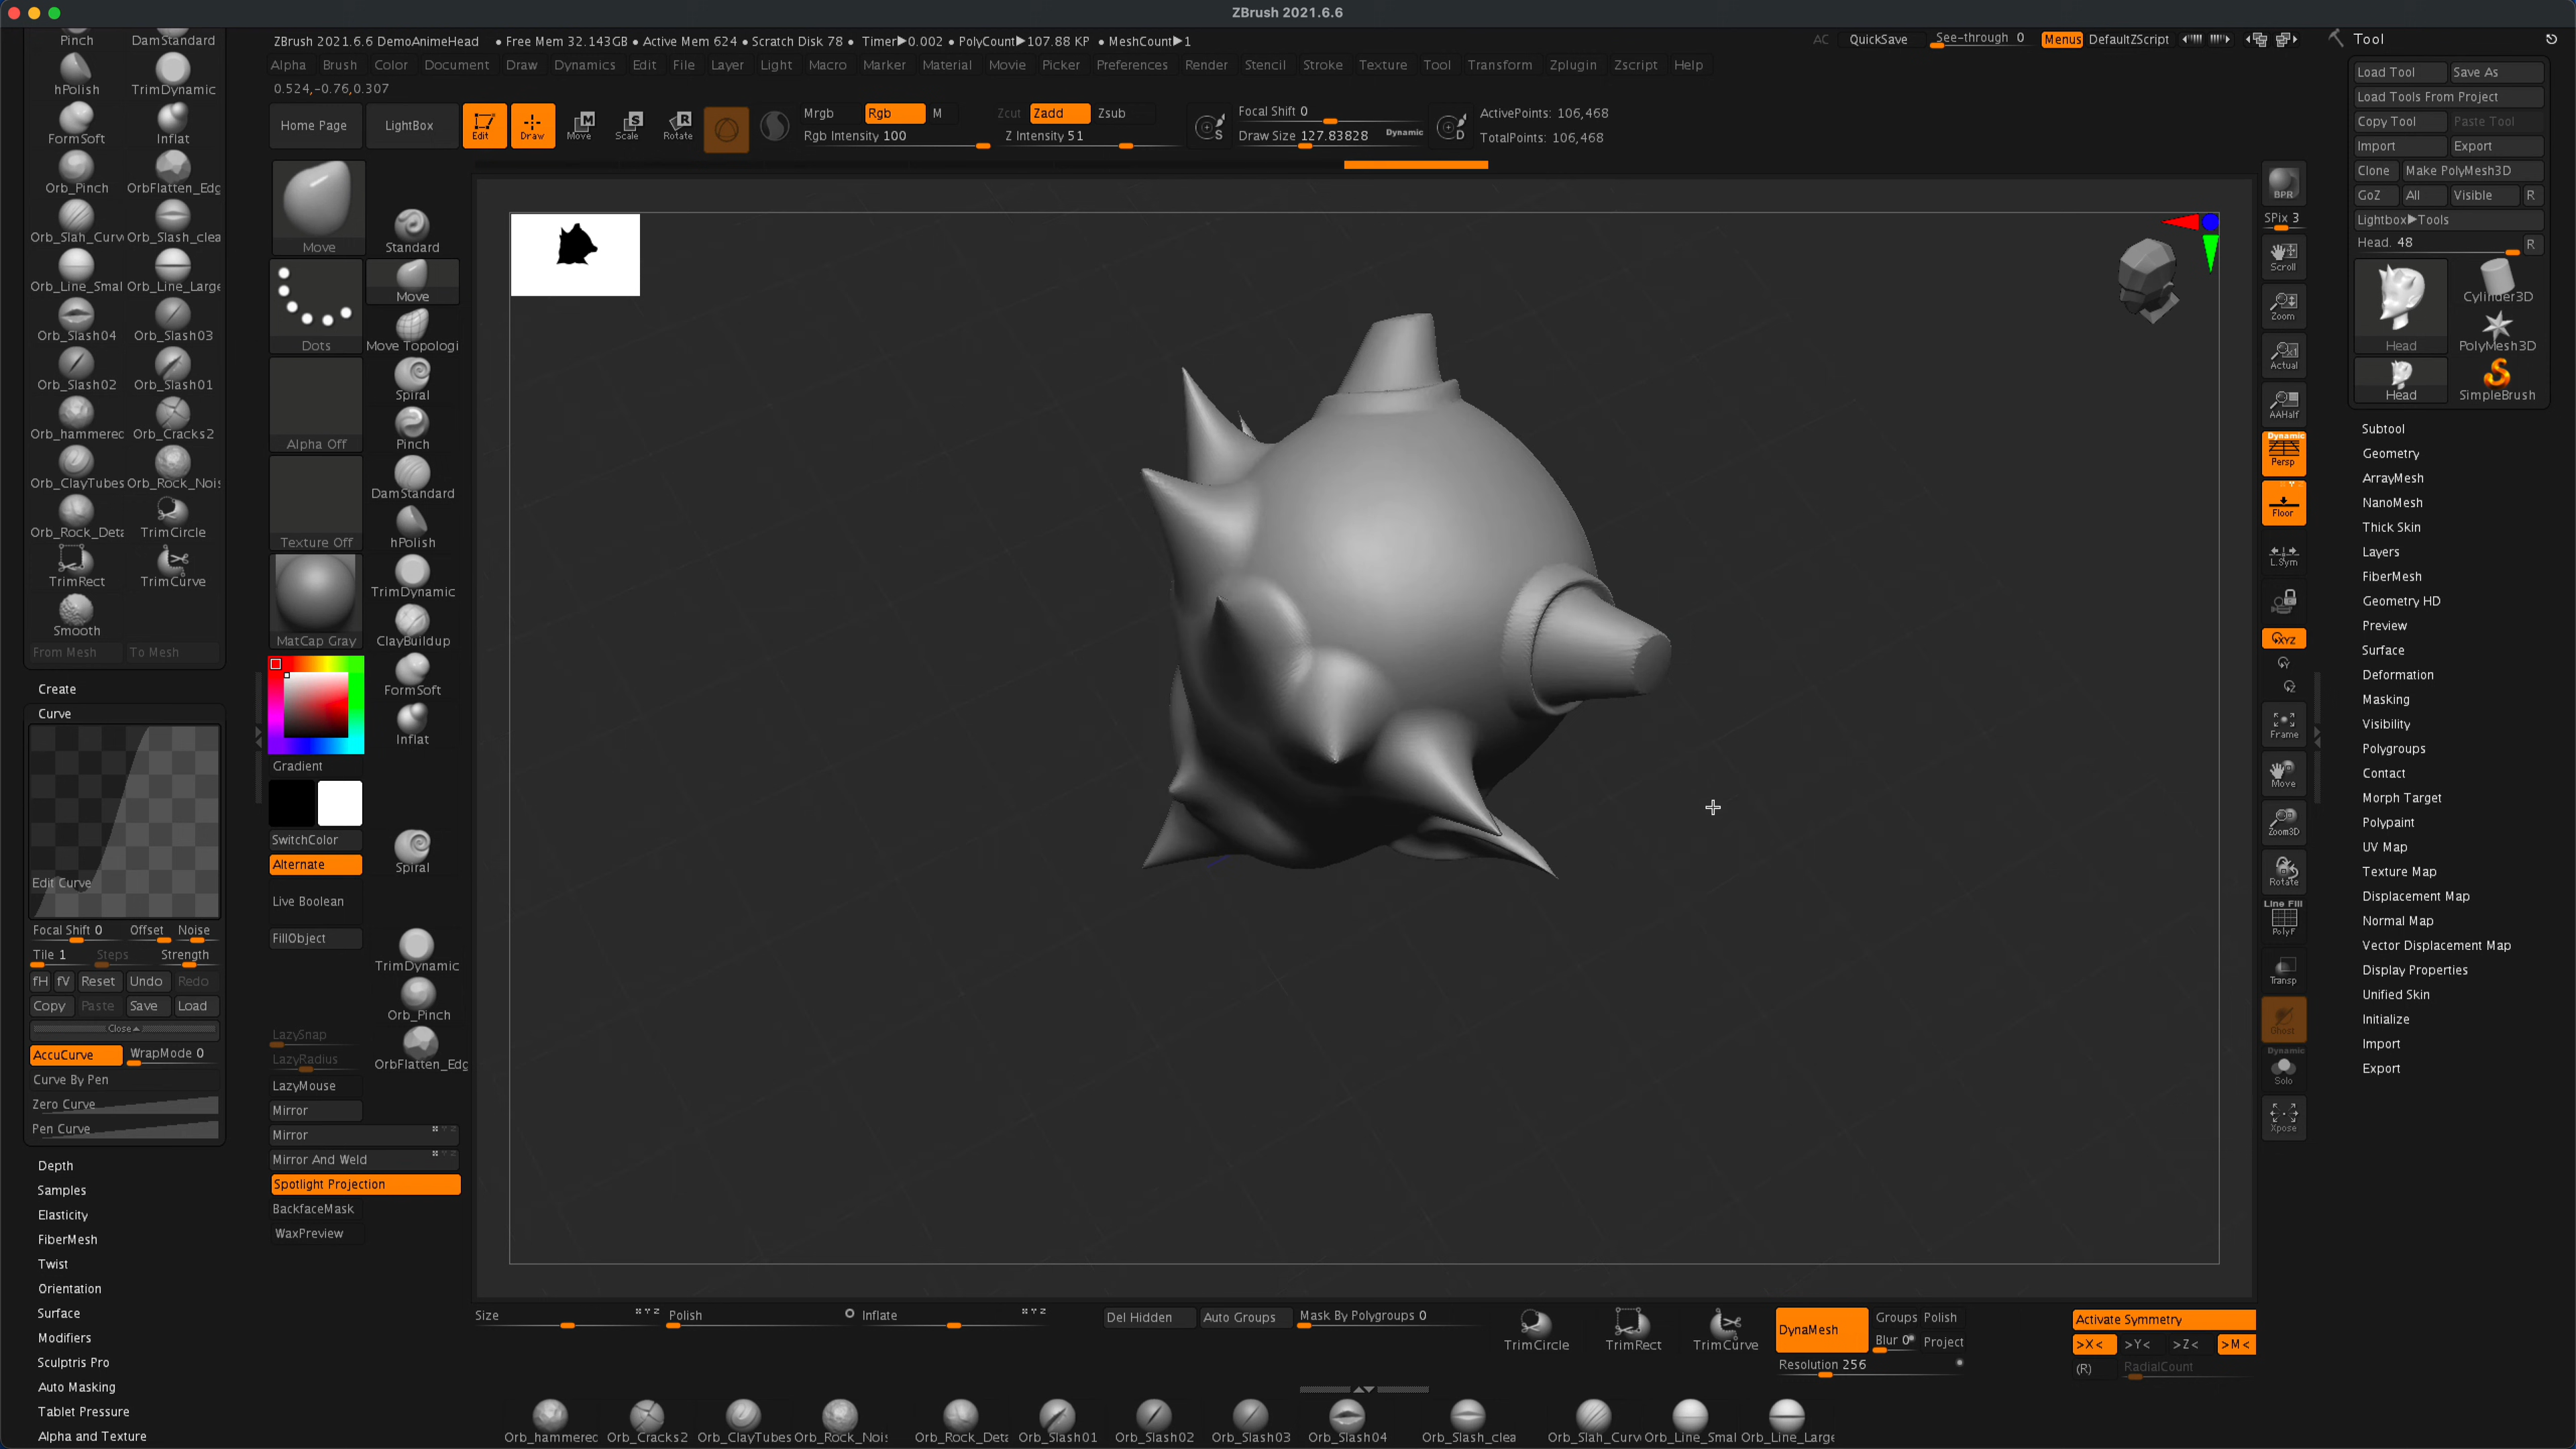 ZBrush 2021.6.6
ZBrush 2021.6.6 DemoAnimeHead • Free Mem 32.143GB • Active Mem 624 • Scratch Disk 78 • Timer▶0.002 • PolyCount▶107.88 KP • MeshCount▶1
AC QuickSave See-through 0 Menus DefaultZScript
Alpha Brush Color Document Draw Dynamics Edit File Layer Light Macro Marker Material Movie Picker Preferences Render Stencil Stroke Texture Tool Transform Zplugin Zscript Help
0.524,-0.76,0.307
Home Page LightBox Edit Draw Move Scale Rotate
Mrgb Rgb M
Rgb Intensity 100
Zcut Zadd Zsub
Z Intensity 51
Focal Shift 0
Draw Size 127.83828 Dynamic
ActivePoints: 106,468
TotalPoints: 106,468
Pinch DamStandard
hPolish TrimDynamic
FormSoft Inflat
Orb_Pinch OrbFlatten_Edg
Orb_Slah_Curv Orb_Slash_clea
Orb_Line_Smal Orb_Line_Large
Orb_Slash04 Orb_Slash03
Orb_Slash02 Orb_Slash01
Orb_hammered Orb_Cracks2
Orb_ClayTubes Orb_Rock_Nois
Orb_Rock_Deta TrimCircle
TrimRect TrimCurve
Smooth
From Mesh To Mesh
Create
Curve
Edit Curve
Focal Shift 0 Offset Noise
Tile 1 Steps Strength
fH fV Reset Undo Redo
Copy Paste Save Load
Close
AccuCurve WrapMode 0
Curve By Pen
Zero Curve
Pen Curve
Depth
Samples
Elasticity
FiberMesh
Twist
Orientation
Surface
Modifiers
Sculptris Pro
Auto Masking
Tablet Pressure
Alpha and Texture
Move
Dots
Alpha Off
Texture Off
MatCap Gray
Gradient
SwitchColor
Alternate
Live Boolean
FillObject
LazySnap
LazyRadius
LazyMouse
Mirror
Mirror
Mirror And Weld
Spotlight Projection
BackfaceMask
WaxPreview
Standard
Move
Move Topologi
Spiral
Pinch
DamStandard
hPolish
TrimDynamic
ClayBuildup
FormSoft
Inflat
Spiral
TrimDynamic
Orb_Pinch
OrbFlatten_Edg
Size X Y Z Polish Inflate X Y Z
Del Hidden Auto Groups Mask By Polygroups 0
TrimCircle TrimRect TrimCurve
DynaMesh Groups Polish
Blur 0 Project
Resolution 256
Activate Symmetry
>X< >Y< >Z< >M<
(R) RadialCount
Orb_hammered Orb_Cracks2 Orb_ClayTubes Orb_Rock_Nois Orb_Rock_Deta Orb_Slash01 Orb_Slash02 Orb_Slash03 Orb_Slash04 Orb_Slash_clea Orb_Slah_Curv Orb_Line_Smal Orb_Line_Large
BPR
SPix 3
Scroll
Zoom
Actual
AAHalf
Dynamic
Persp
Floor
L.Sym
XYZ
Y
Z
Frame
Move
Zoom3D
Rotate
Line Fill
PolyF
Transp
Ghost
Dynamic
Solo
Xpose
Tool
Load Tool Save As
Load Tools From Project
Copy Tool Paste Tool
Import Export
Clone Make PolyMesh3D
GoZ All Visible R
Lightbox▶Tools
Head. 48 R
Head Cylinder3D
PolyMesh3D
Head SimpleBrush
Subtool
Geometry
ArrayMesh
NanoMesh
Thick Skin
Layers
FiberMesh
Geometry HD
Preview
Surface
Deformation
Masking
Visibility
Polygroups
Contact
Morph Target
Polypaint
UV Map
Texture Map
Displacement Map
Normal Map
Vector Displacement Map
Display Properties
Unified Skin
Initialize
Import
Export